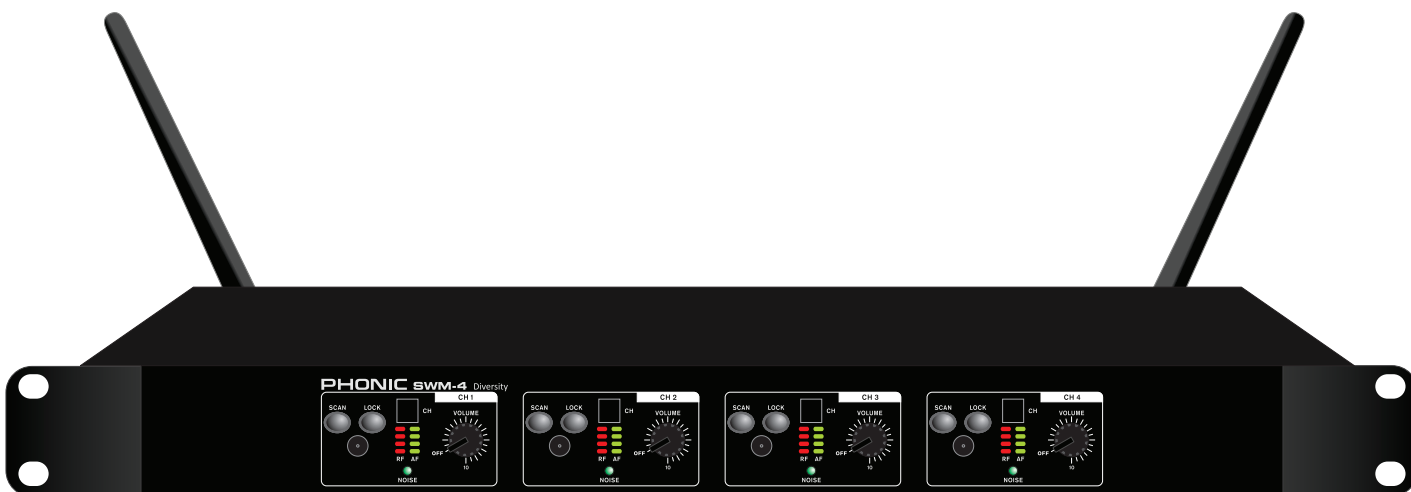 PHONIC SWM-4 Diversity
CH 1
SCAN LOCK CH VOLUME
OFF
RF AF
10
NOISE
CH 2
SCAN LOCK CH VOLUME
OFF
RF AF
10
NOISE
CH 3
SCAN LOCK CH VOLUME
OFF
RF AF
10
NOISE
CH 4
SCAN LOCK CH VOLUME
OFF
RF AF
10
NOISE